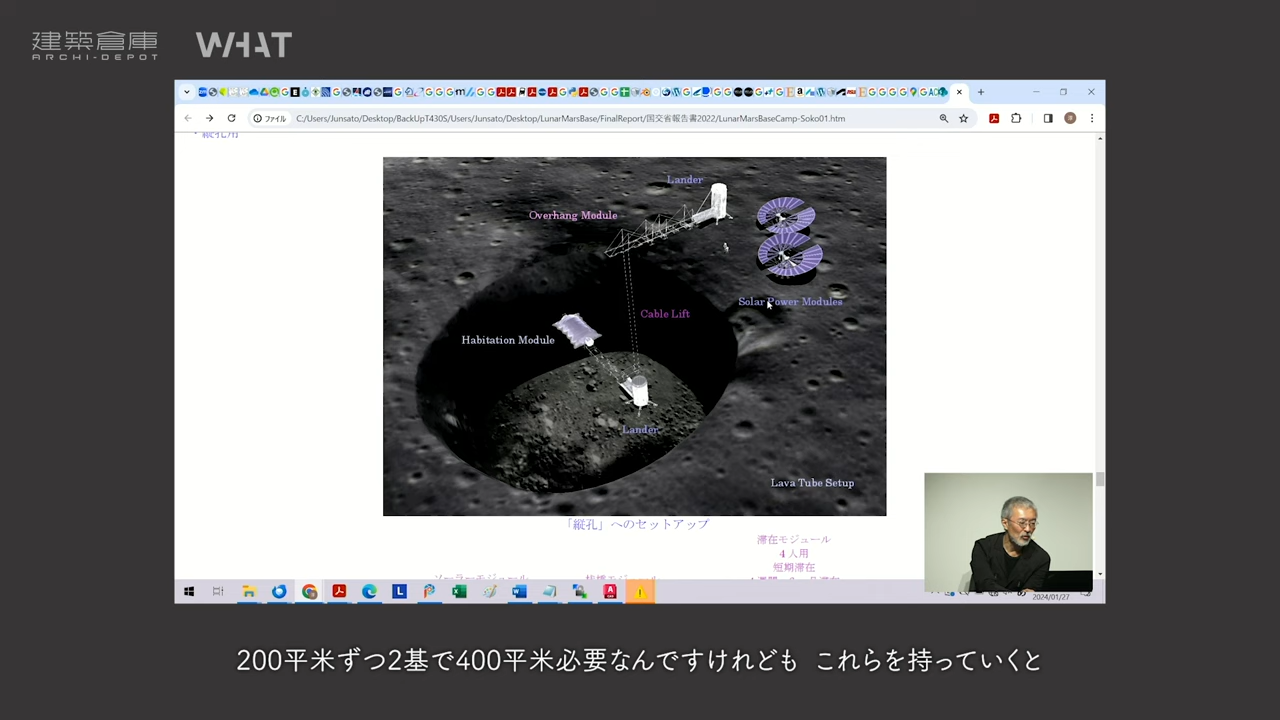 建築倉庫
ARCHI-DEPOT
WHAT
ファイル
C:/Users/Junsato/Desktop/BackUpT430S/Users/Junsato/Desktop/LunarMarsBase/FinalReport/国交省報告書2022/LunarMarsBaseCamp-Soko01.htm
Lander
Overhang Module
Solar Power Modules
Cable Lift
Habitation Module
Lander
Lava Tube Setup
「縦孔」へのセットアップ
滞在モジュール
4人用
短期滞在
2024/01/27
200平米ずつ2基で400平米必要なんですけれども これらを持っていくと